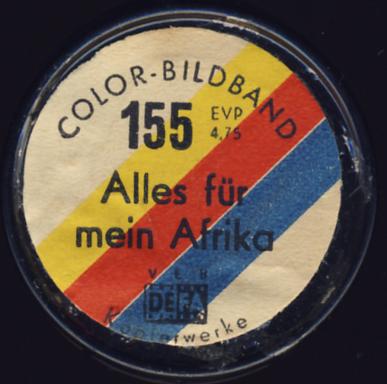 COLOR-BILDBAND
155 EVP
4,75
Alles für
mein Afrika
VEB
DEFA